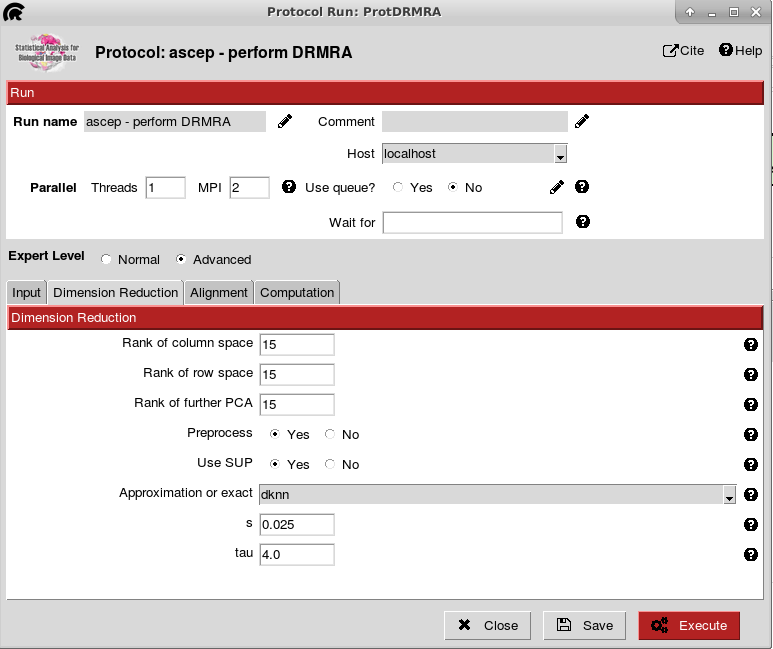 Protocol Run: ProtDRMRA
Statistical Analysis for
Biological Image Data
Protocol: ascep - perform DRMRA
Cite
Help
Run
Run name ascep - perform DRMRA Comment
Host localhost
Parallel Threads 1 MPI 2 Use queue? Yes No
Wait for
Expert Level Normal Advanced
Input Dimension Reduction Alignment Computation
Dimension Reduction
Rank of column space 15
Rank of row space 15
Rank of further PCA 15
Preprocess Yes No
Use SUP Yes No
Approximation or exact dknn
s 0.025
tau 4.0
Close Save Execute